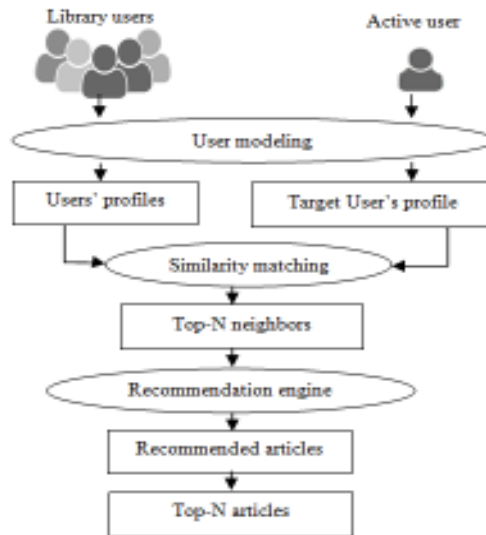 Library users
Active user
User modeling
Users' profiles
Target User's profile
Similarity matching
Top-N neighbors
Recommendation engine
Recommended articles
Top-N articles